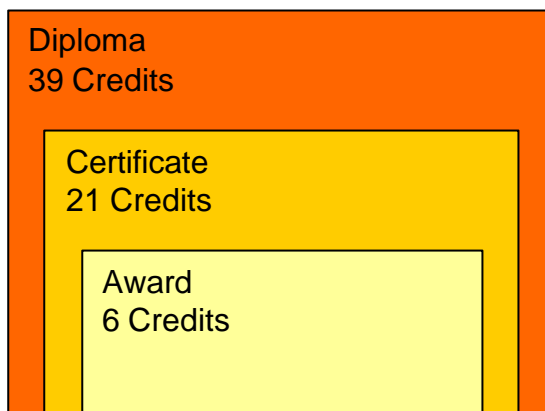 Diploma
39 Credits
Certificate
21 Credits
Award
6 Credits